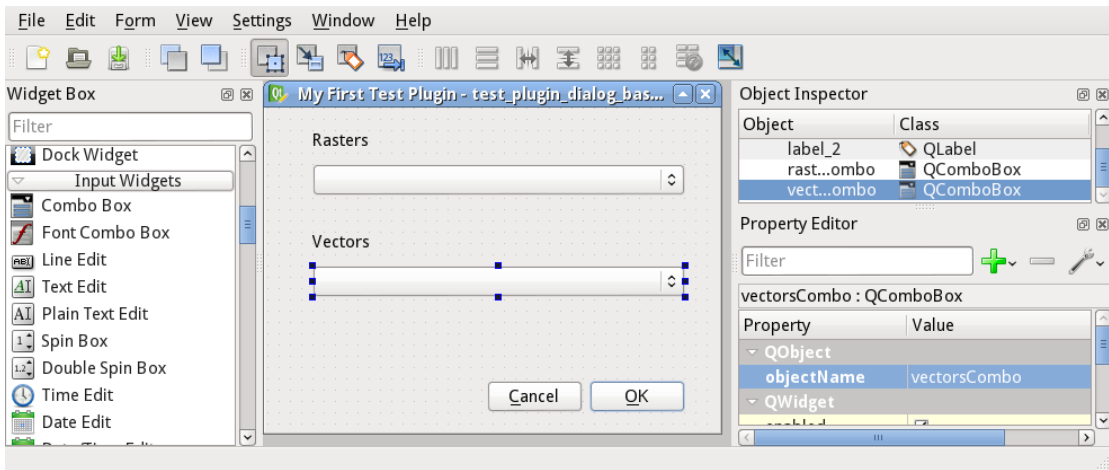 File Edit Form View Settings Window Help
Widget Box
Filter
Dock Widget
Input Widgets
Combo Box
Font Combo Box
Line Edit
Text Edit
Plain Text Edit
Spin Box
Double Spin Box
Time Edit
Date Edit
My First Test Plugin - test_plugin_dialog_bas...
Rasters
Vectors
Cancel OK
Object Inspector
Object Class
label_2 QLabel
rast...ombo QComboBox
vect...ombo QComboBox
Property Editor
Filter
vectorsCombo : QComboBox
Property Value
QObject
objectName vectorsCombo
QWidget